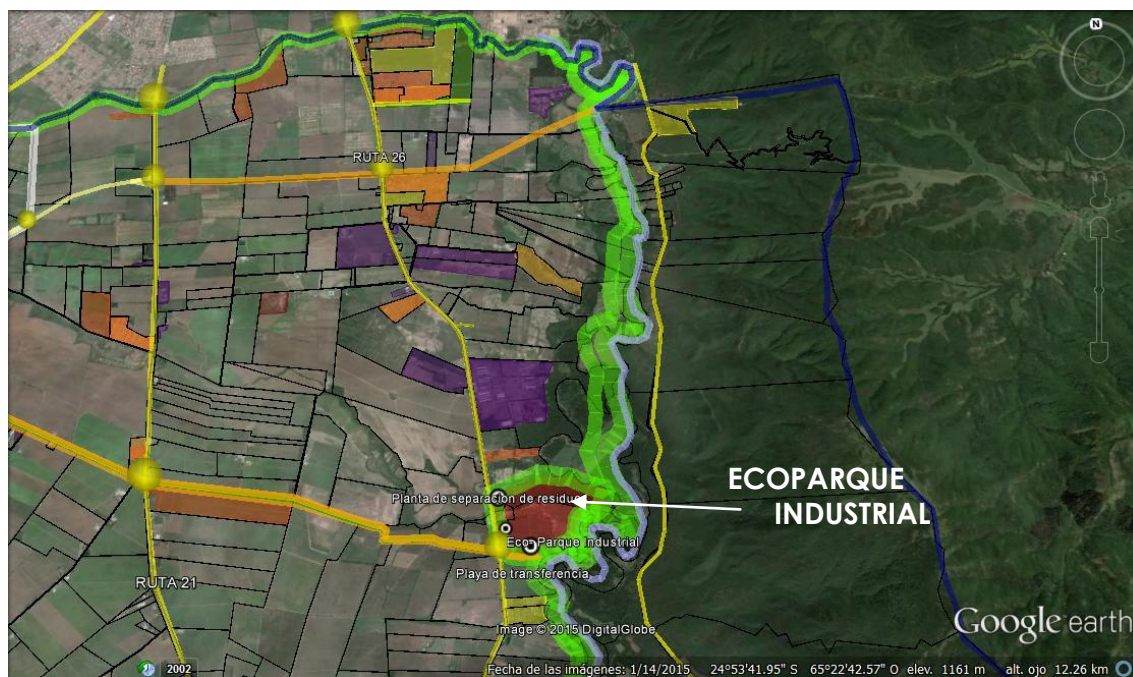 N
RUTA 26
ECOPARQUE
INDUSTRIAL
Planta de separación de residuo
Eco- Parque Industrial
Playa de transferencia
RUTA 21
Image © 2015 DigitalGlobe
Google earth
2002
Fecha de las imágenes: 1/14/2015 24°53'41.95" S 65°22'42.57" O elev. 1161 m alt. ojo 12.26 km